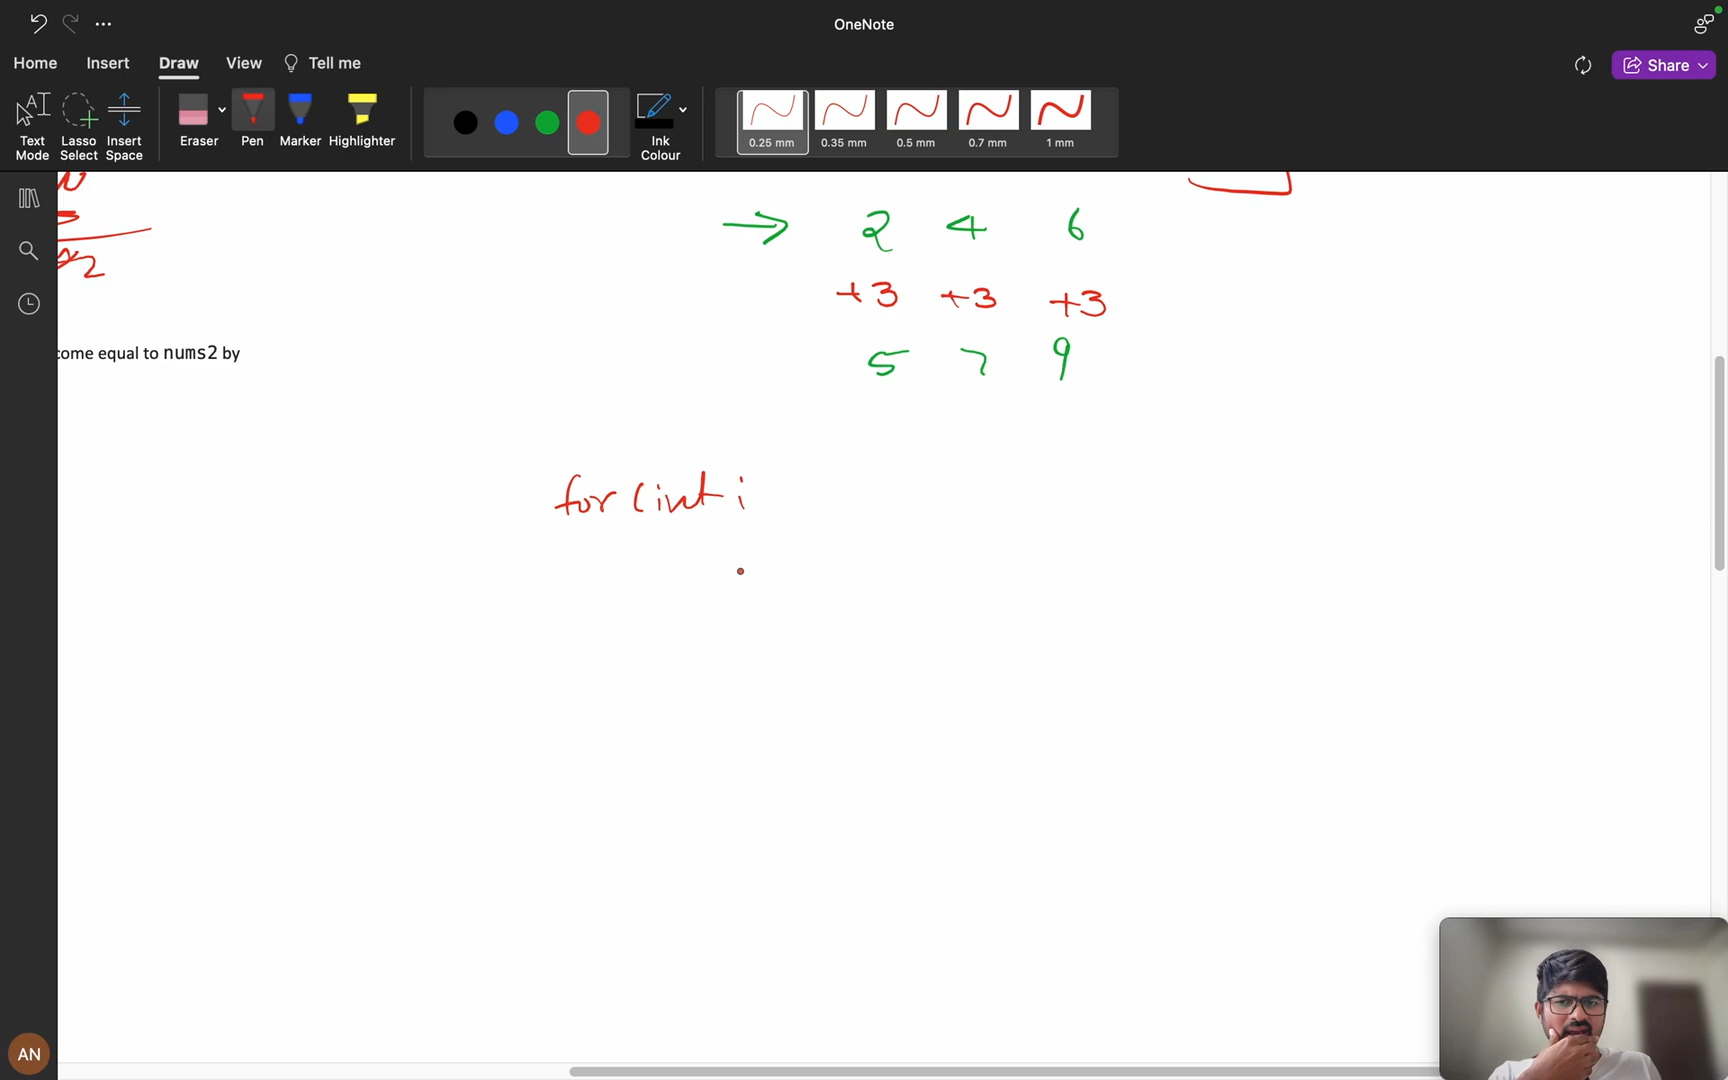 OneNote
Home Insert Draw View Tell me
Share
Text Mode
Lasso Select
Insert Space
Eraser
Pen
Marker
Highlighter
Ink Colour
0.25 mm
0.35 mm
0.5 mm
0.7 mm
1 mm
2 4 6
+3 +3 +3
come equal to nums2 by
5 7 9
for (int i
AN